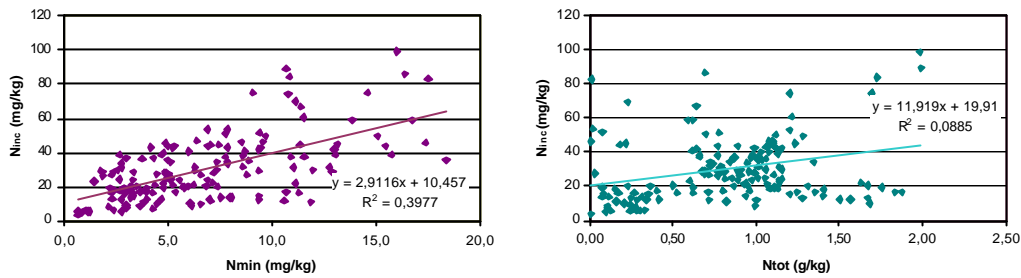 120
100
80
60
40
20
0
Ninc (mg/kg)
y = 2,9116x + 10,457
R² = 0,3977
0,0 5,0 10,0 15,0 20,0
Nmin (mg/kg)
120
100
80
60
40
20
0
Ninc (mg/kg)
y = 11,919x + 19,91
R² = 0,0885
0,00 0,50 1,00 1,50 2,00 2,50
Ntot (g/kg)